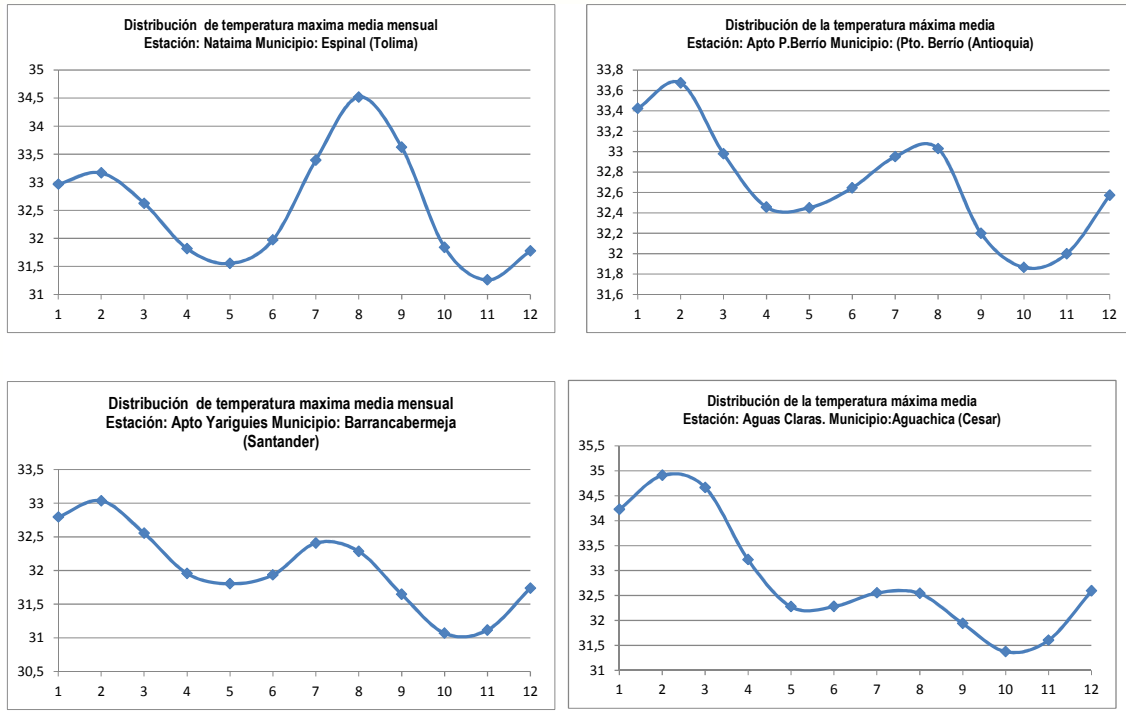 Distribución de temperatura maxima media mensual
Estación: Nataima Municipio: Espinal (Tolima)
35
34,5
34
33,5
33
32,5
32
31,5
31
1 2 3 4 5 6 7 8 9 10 11 12
Distribución de la temperatura máxima media
Estación: Apto P.Berrío Municipio: (Pto. Berrío (Antioquia)
33,8
33,6
33,4
33,2
33
32,8
32,6
32,4
32,2
32
31,8
31,6
1 2 3 4 5 6 7 8 9 10 11 12
Distribución de temperatura maxima media mensual
Estación: Apto Yariguies Municipio: Barrancabermeja
(Santander)
33,5
33
32,5
32
31,5
31
30,5
1 2 3 4 5 6 7 8 9 10 11 12
Distribución de la temperatura máxima media
Estación: Aguas Claras. Municipio:Aguachica (Cesar)
35,5
35
34,5
34
33,5
33
32,5
32
31,5
31
1 2 3 4 5 6 7 8 9 10 11 12